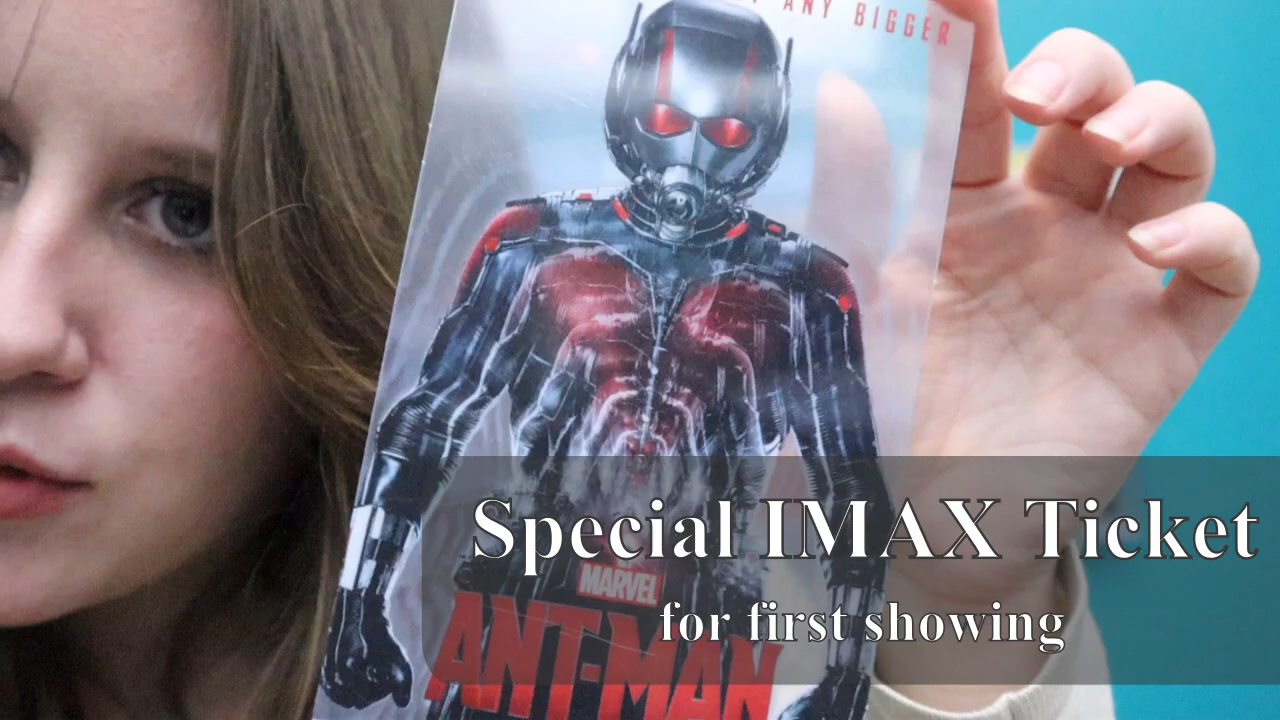 ANY BIGGER
Special IMAX Ticket
for first showing
MARVEL
ANT-MAN